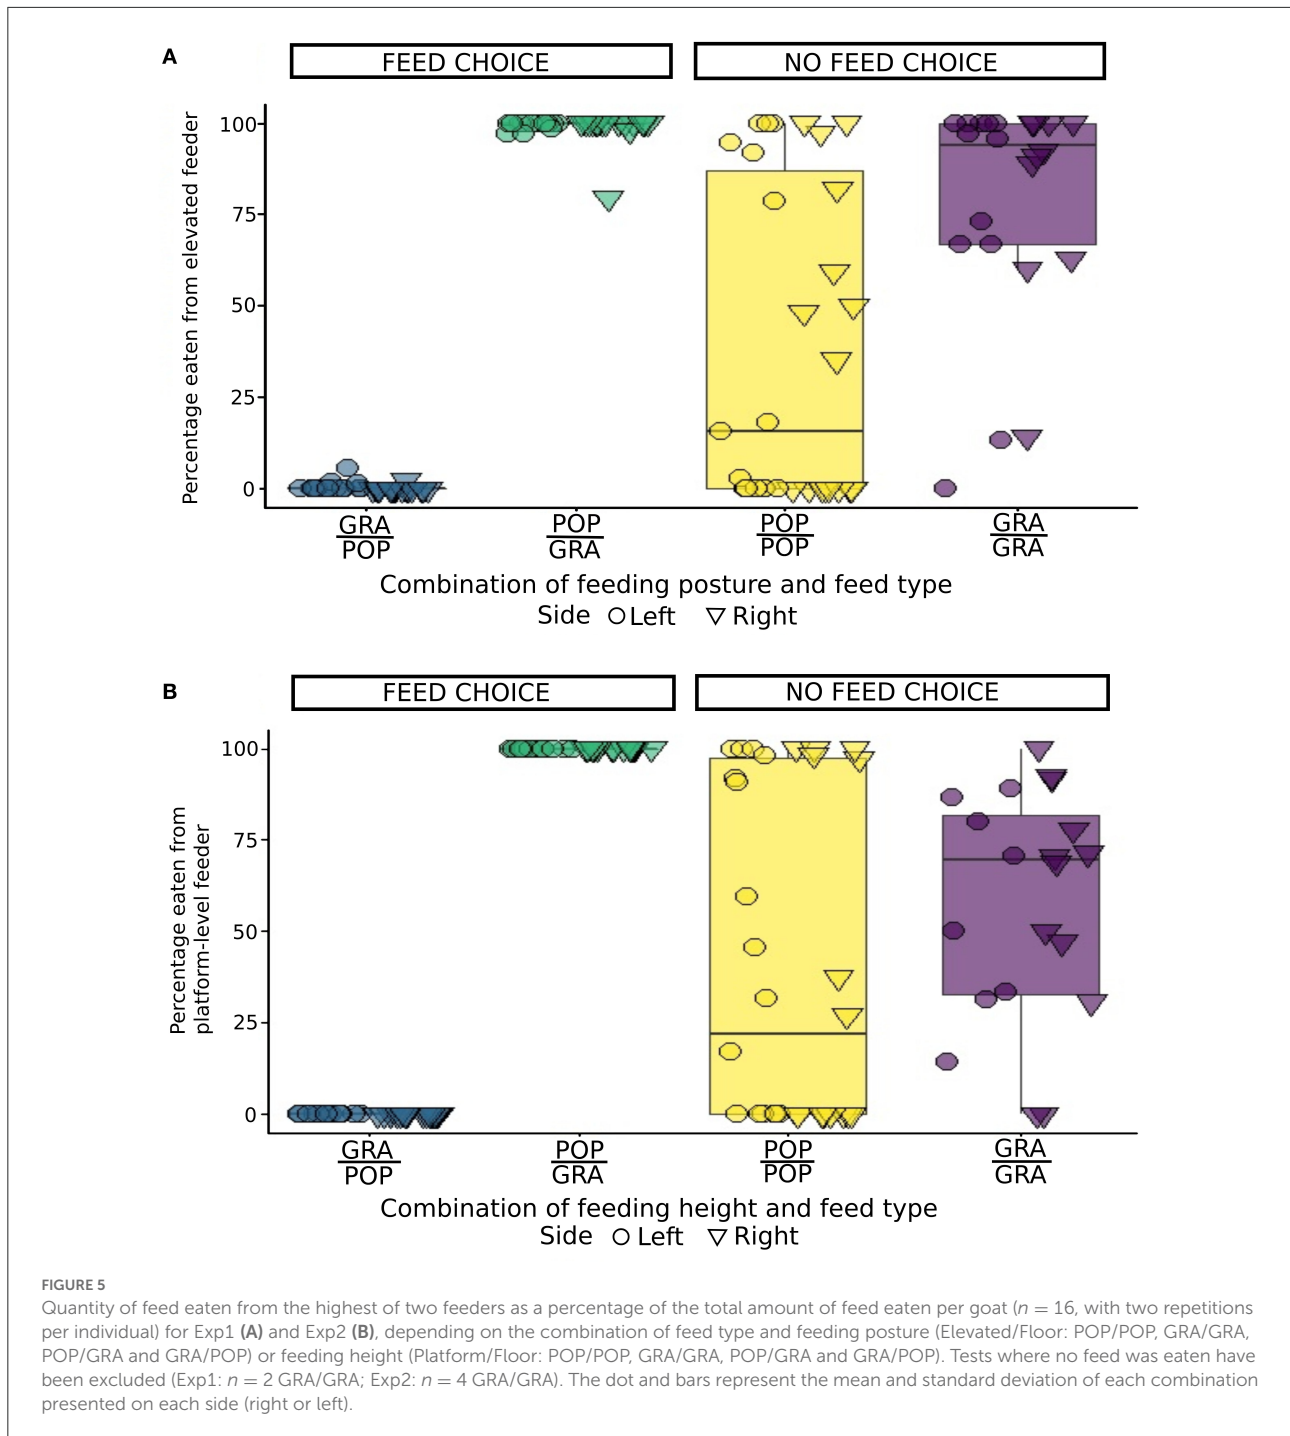 A
FEED CHOICE
NO FEED CHOICE
Percentage eaten from elevated feeder
100
75
50
25
0
GRA
POP
POP
GRA
POP
POP
GRA
GRA
Combination of feeding posture and feed type
Side Left Right
B
FEED CHOICE
NO FEED CHOICE
Percentage eaten from
platform-level feeder
100
75
50
25
0
GRA
POP
POP
GRA
POP
POP
GRA
GRA
Combination of feeding height and feed type
Side Left Right
FIGURE 5
Quantity of feed eaten from the highest of two feeders as a percentage of the total amount of feed eaten per goat (n = 16, with two repetitions
per individual) for Exp1 (A) and Exp2 (B), depending on the combination of feed type and feeding posture (Elevated/Floor: POP/POP, GRA/GRA,
POP/GRA and GRA/POP) or feeding height (Platform/Floor: POP/POP, GRA/GRA, POP/GRA and GRA/POP). Tests where no feed was eaten have
been excluded (Exp1: n = 2 GRA/GRA; Exp2: n = 4 GRA/GRA). The dot and bars represent the mean and standard deviation of each combination
presented on each side (right or left).